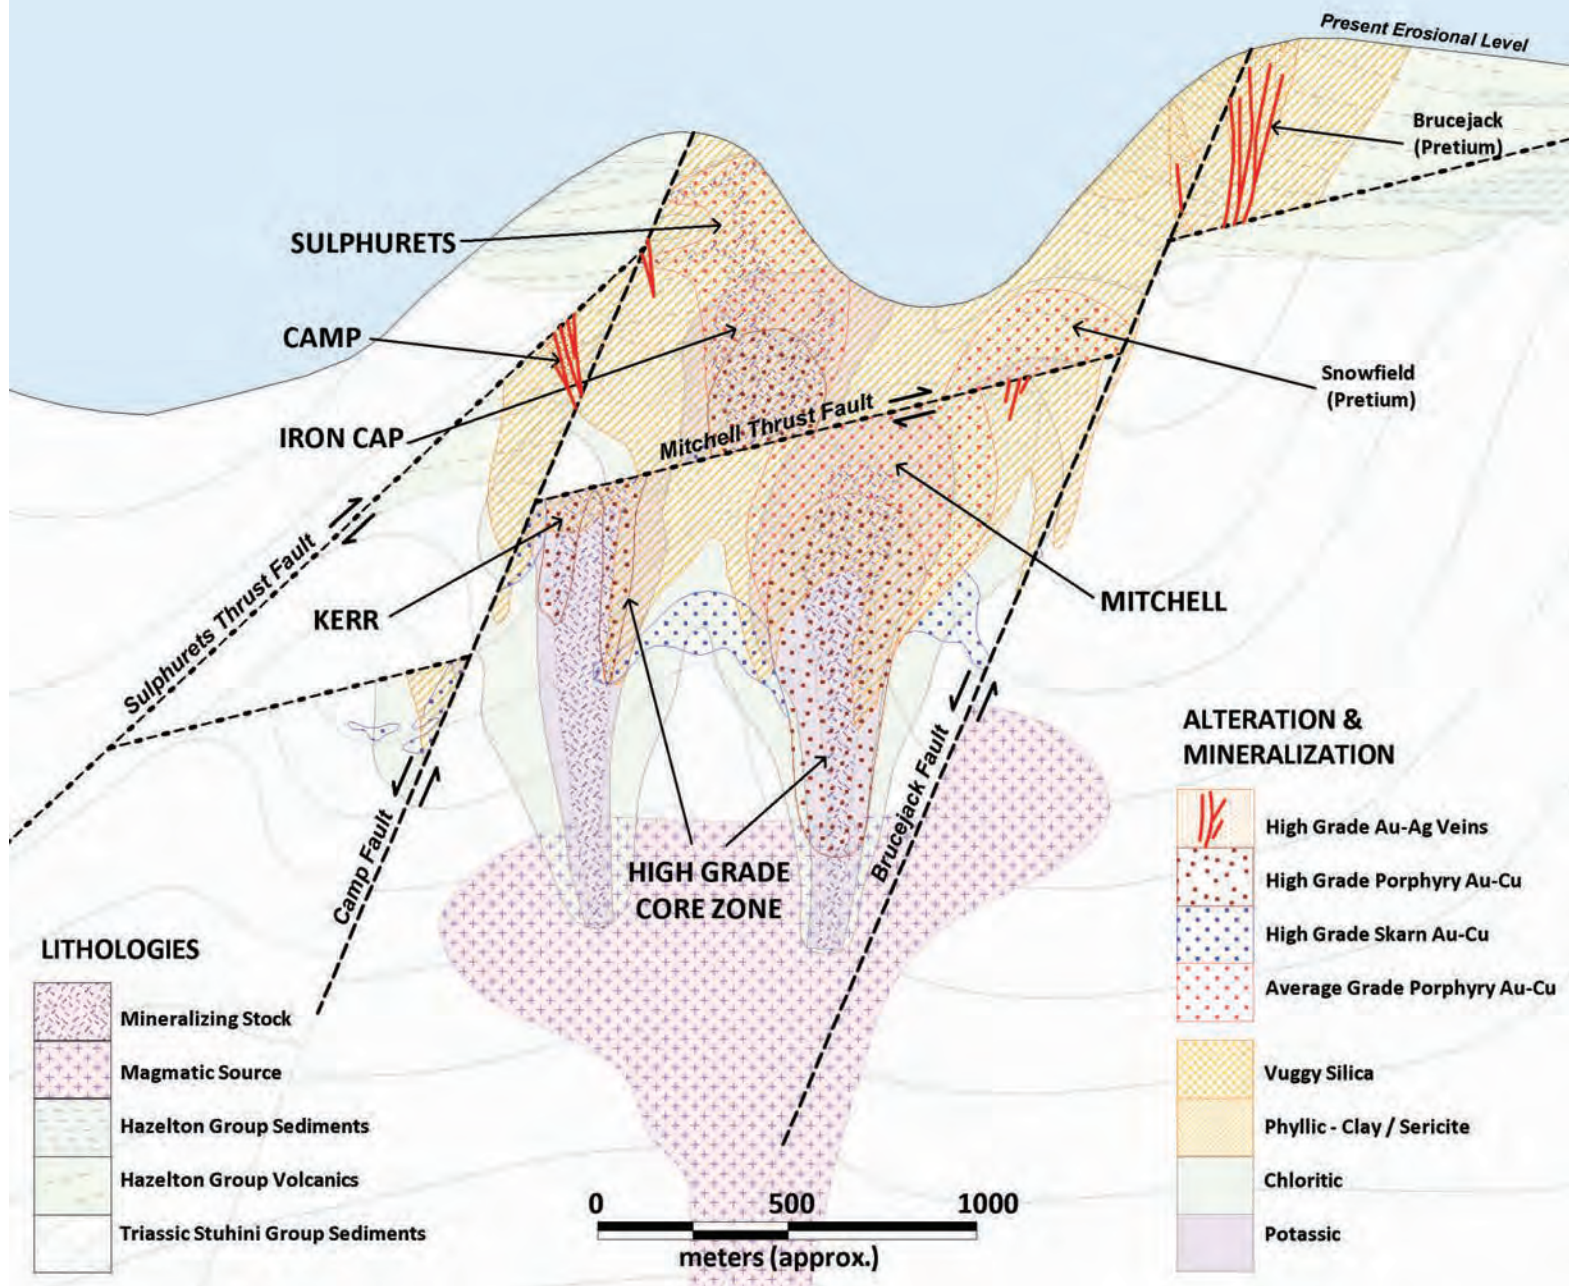 Present Erosional Level
Brucejack
(Pretium)
SULPHURETS
CAMP
Snowfield
(Pretium)
IRON CAP
Mitchell Thrust Fault
Sulphurets Thrust Fault
KERR
MITCHELL
Camp Fault
Brucejack Fault
HIGH GRADE
CORE ZONE
LITHOLOGIES
Mineralizing Stock
Magmatic Source
Hazelton Group Sediments
Hazelton Group Volcanics
Triassic Stuhini Group Sediments
0 500 1000
meters (approx.)
ALTERATION &
MINERALIZATION
High Grade Au-Ag Veins
High Grade Porphyry Au-Cu
High Grade Skarn Au-Cu
Average Grade Porphyry Au-Cu
Vuggy Silica
Phyllic - Clay / Sericite
Chloritic
Potassic